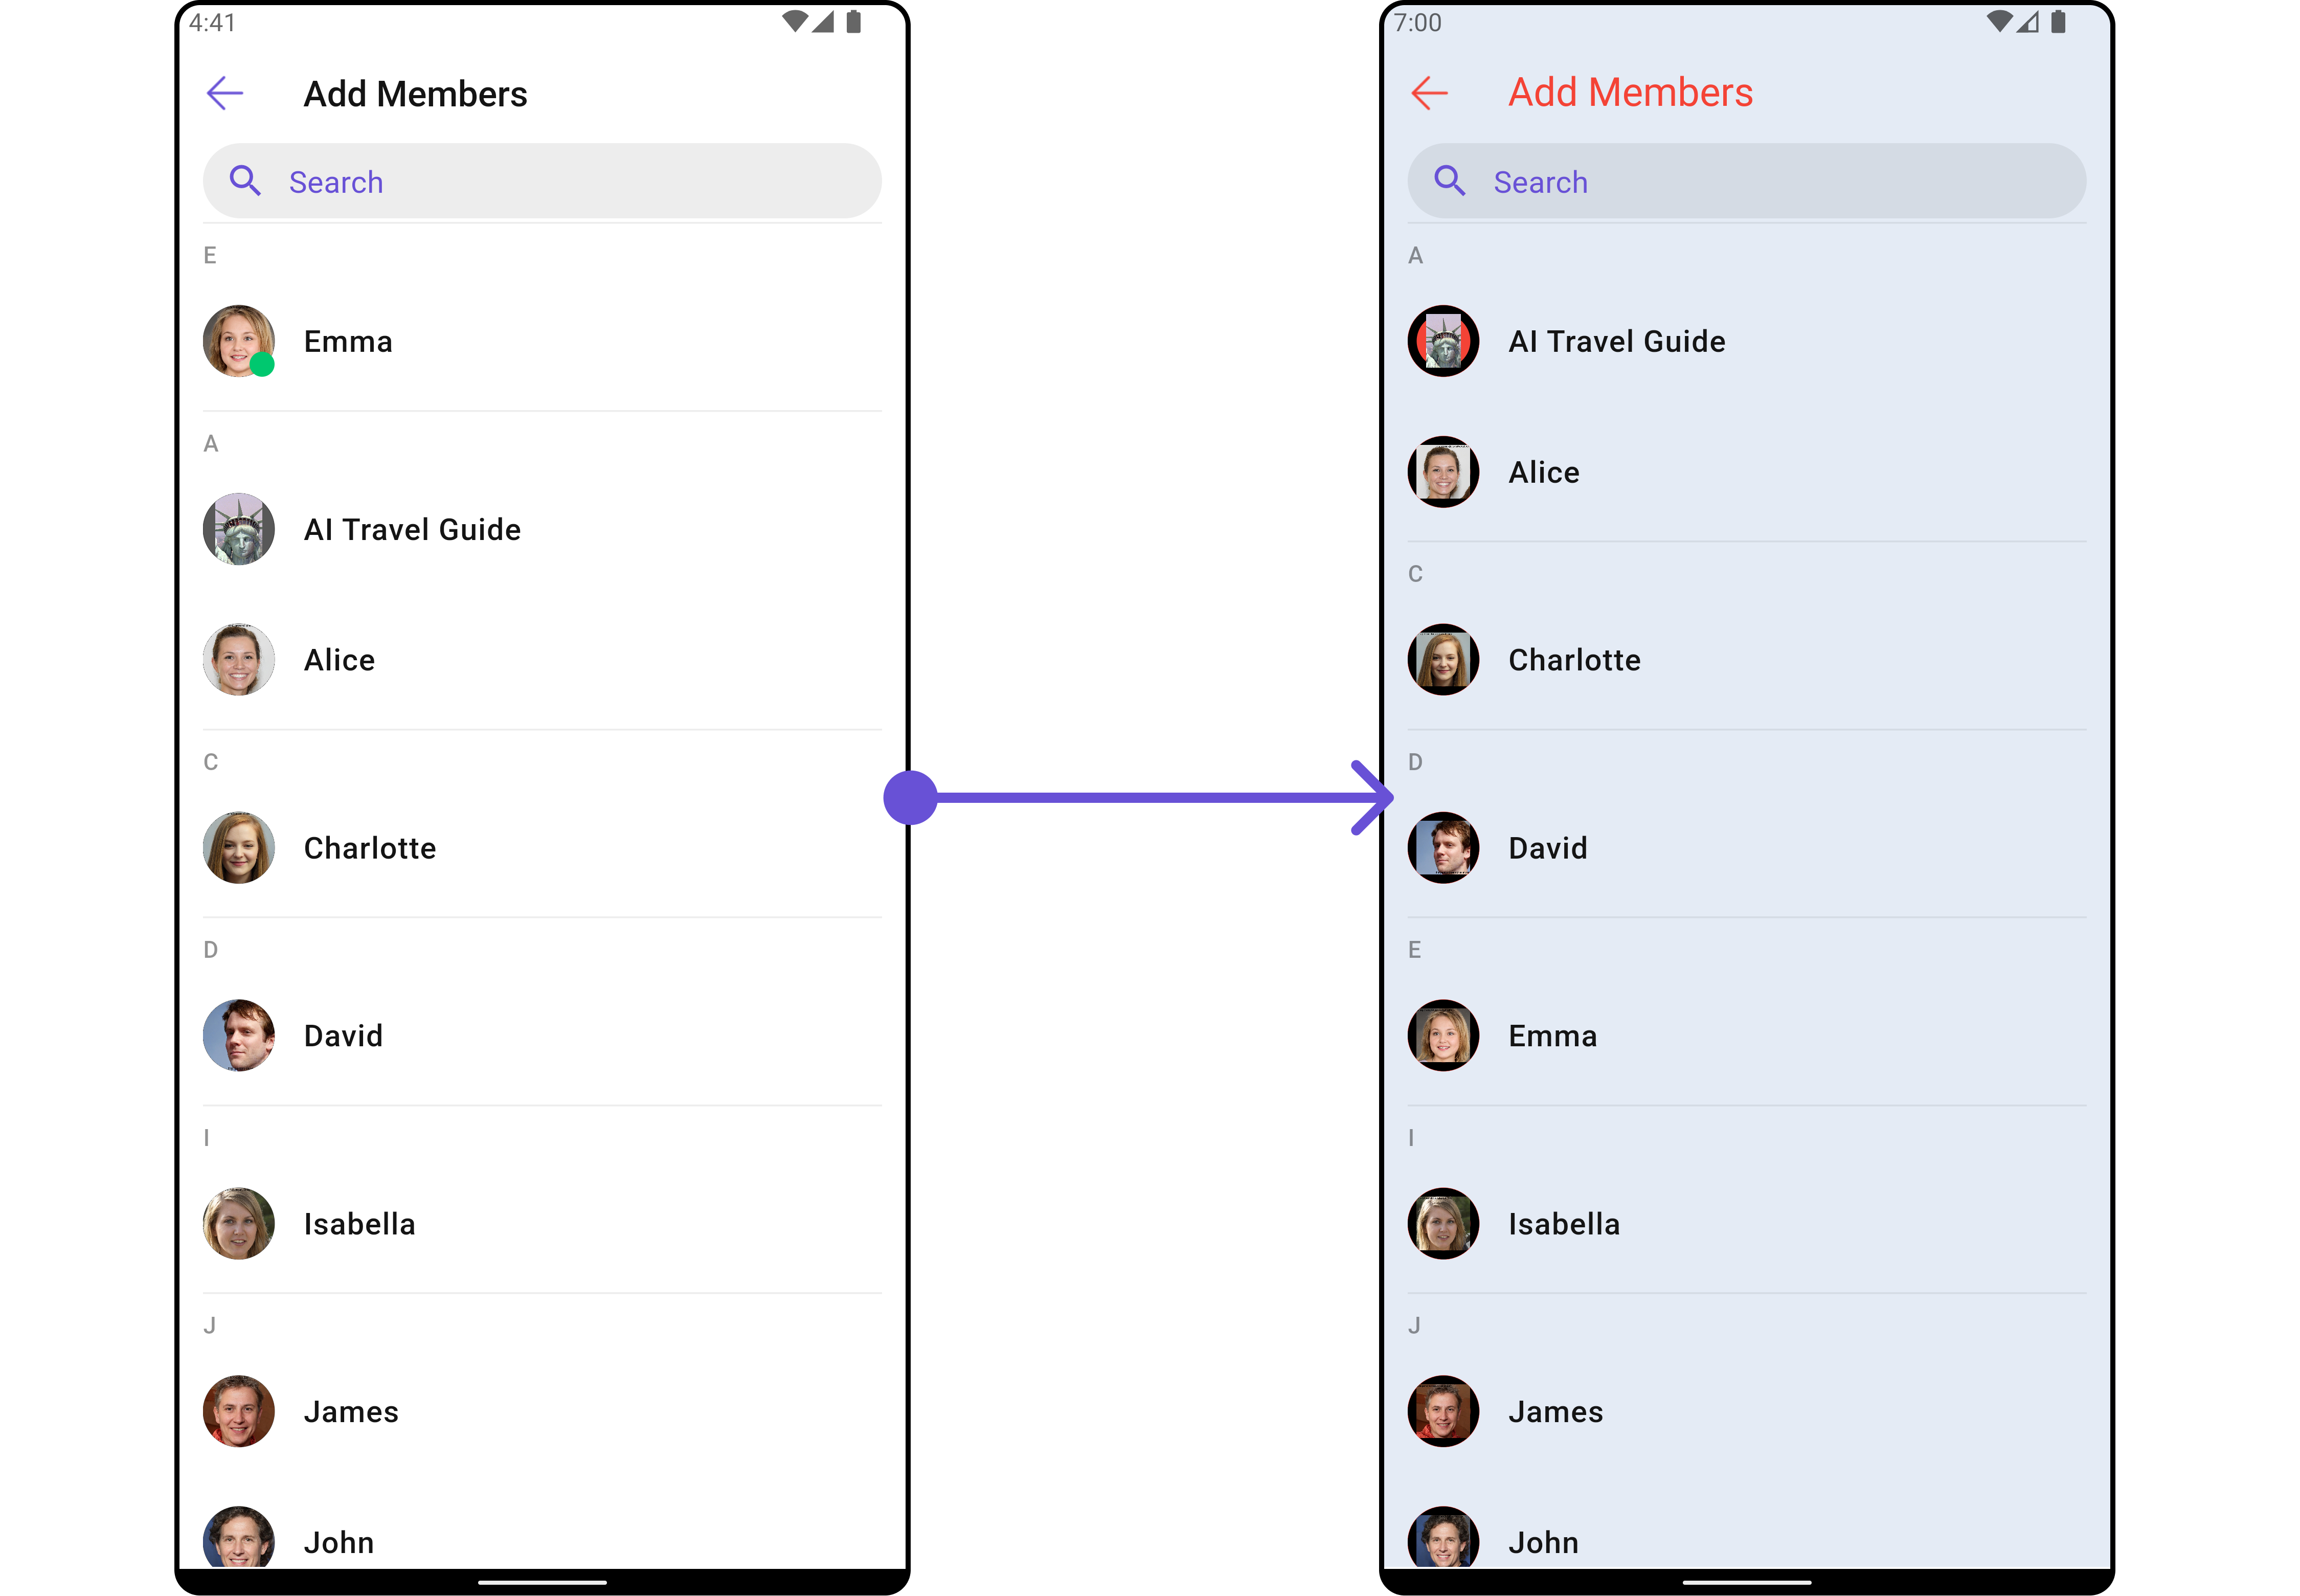 4:41
Add Members
Search
E
Emma
A
AI Travel Guide
Alice
C
Charlotte
D
David
I
Isabella
J
James
John
7:00
Add Members
Search
A
AI Travel Guide
Alice
C
Charlotte
D
David
E
Emma
I
Isabella
J
James
John